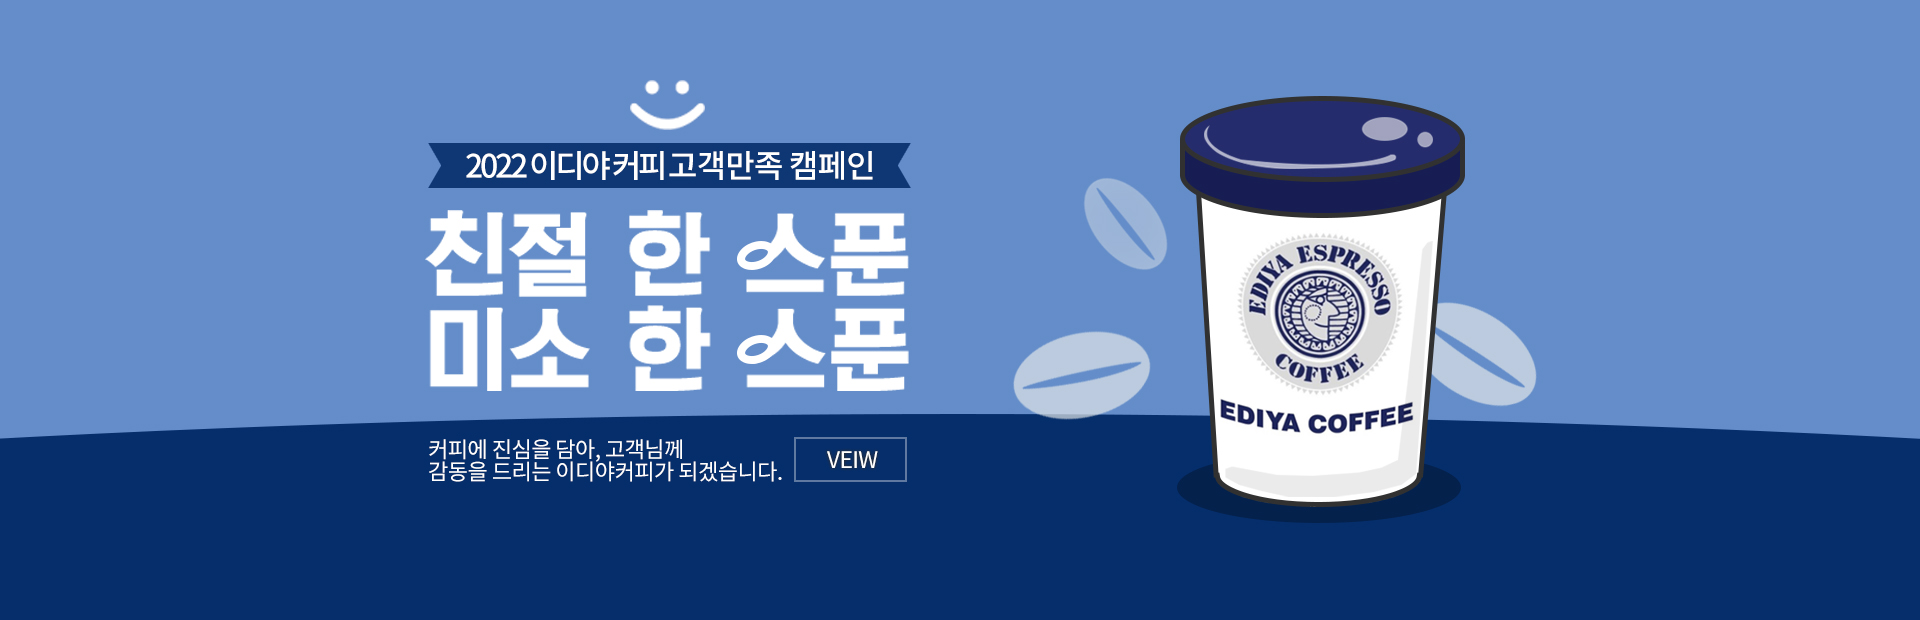 2022 이디야커피 고객만족 캠페인
친절 한 스푼
미소 한 스푼
커피에 진심을 담아, 고객님께
감동을 드리는 이디야커피가 되겠습니다.
VEIW
EDIYA ESPRESSO
COFFEE
EDIYA COFFEE